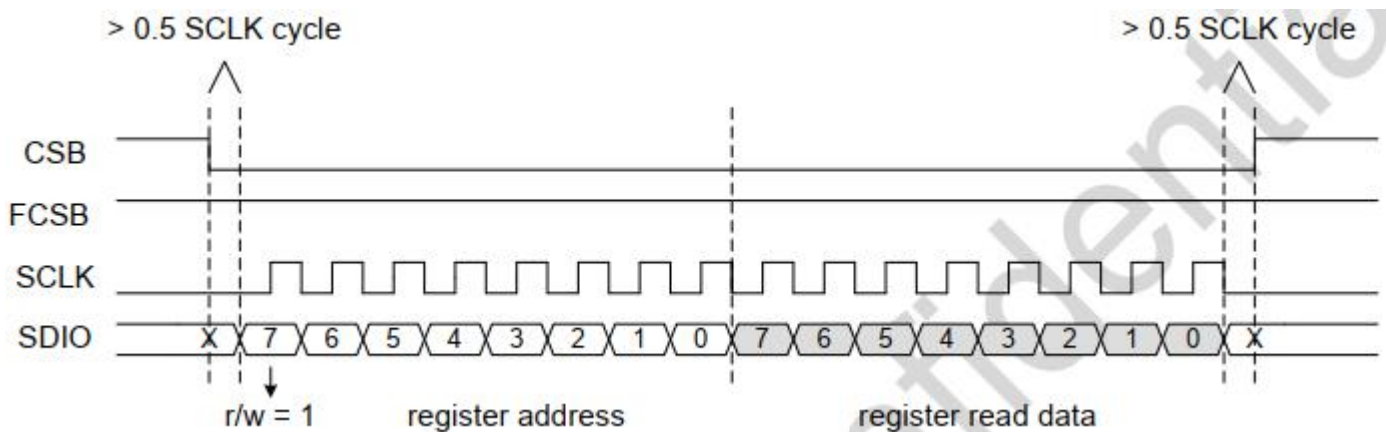 > 0.5 SCLK cycle > 0.5 SCLK cycle
CSB
FCSB
SCLK
SDIO X 7 6 5 4 3 2 1 0 7 6 5 4 3 2 1 0 X
r/w = 1 register address register read data